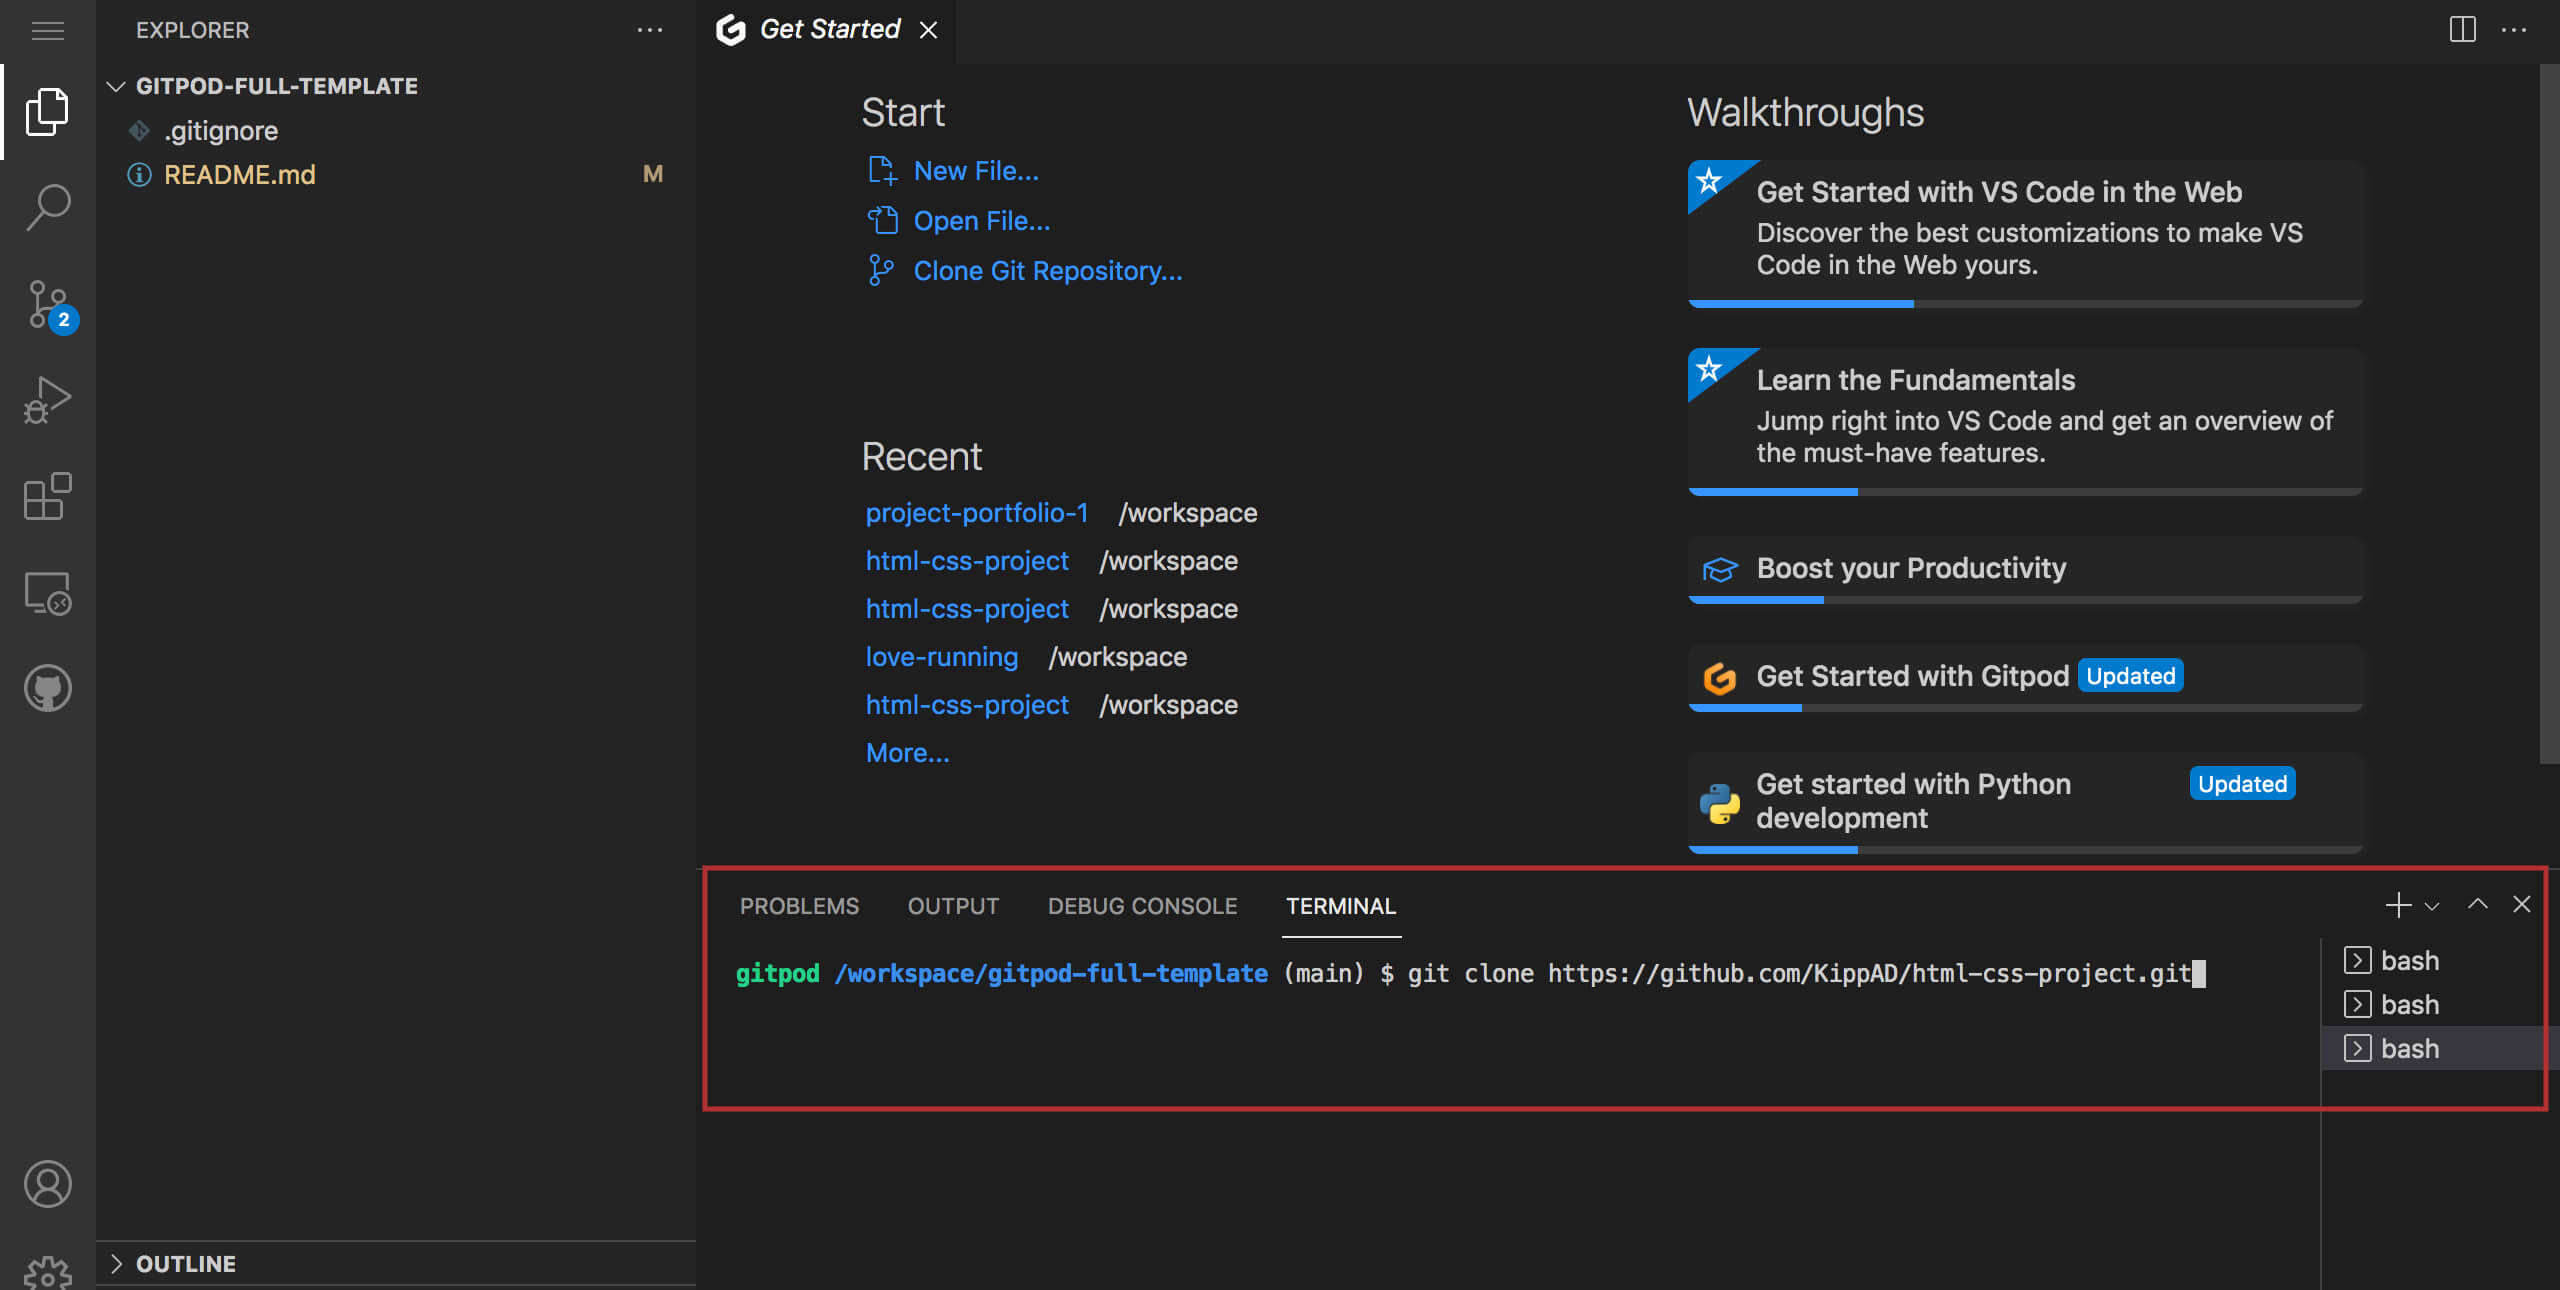 EXPLORER
GITPOD-FULL-TEMPLATE
.gitignore
README.md M
2
OUTLINE
Get Started
Start
New File...
Open File...
Clone Git Repository...
Recent
project-portfolio-1 /workspace
html-css-project /workspace
html-css-project /workspace
love-running /workspace
html-css-project /workspace
More...
Walkthroughs
Get Started with VS Code in the Web
Discover the best customizations to make VS
Code in the Web yours.
Learn the Fundamentals
Jump right into VS Code and get an overview of
the must-have features.
Boost your Productivity
Get Started with Gitpod Updated
Get started with Python Updated
development
PROBLEMS OUTPUT DEBUG CONSOLE TERMINAL
gitpod /workspace/gitpod-full-template (main) $ git clone https://github.com/KippAD/html-css-project.git
bash
bash
bash